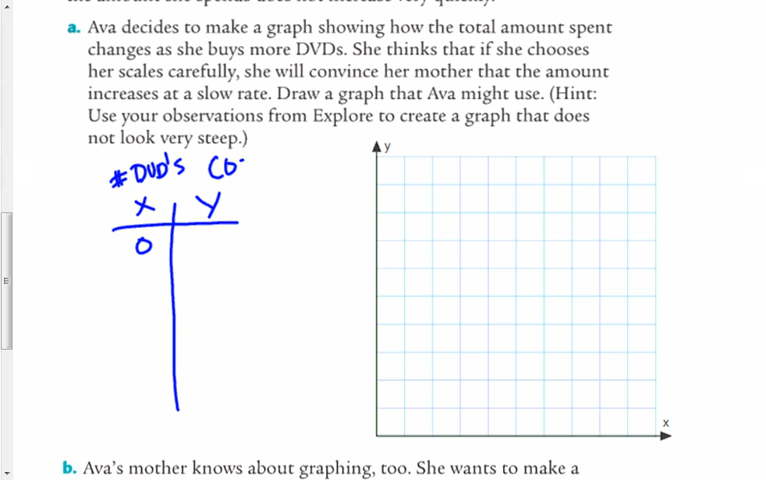 a. Ava decides to make a graph showing how the total amount spent
changes as she buys more DVDs. She thinks that if she chooses
her scales carefully, she will convince her mother that the amount
increases at a slow rate. Draw a graph that Ava might use. (Hint:
Use your observations from Explore to create a graph that does
not look very steep.)
y
#DVD's Co
X Y
0
x
b. Ava's mother knows about graphing, too. She wants to make a